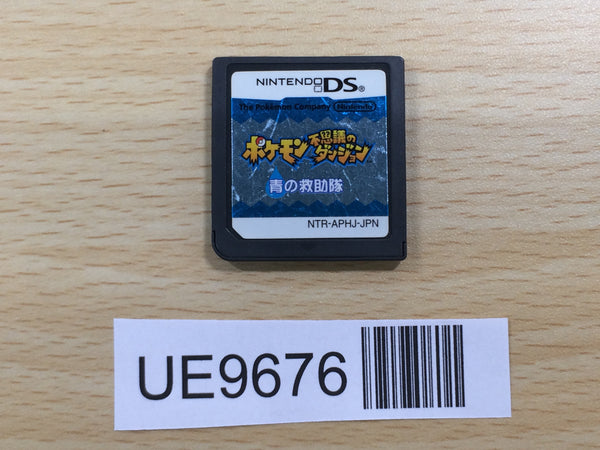 NINTENDO DS®
The Pokémon Company Nintendo
ポケモン不思議のダンジョン
青の救助隊
NTR-APHJ-JPN
UE9676